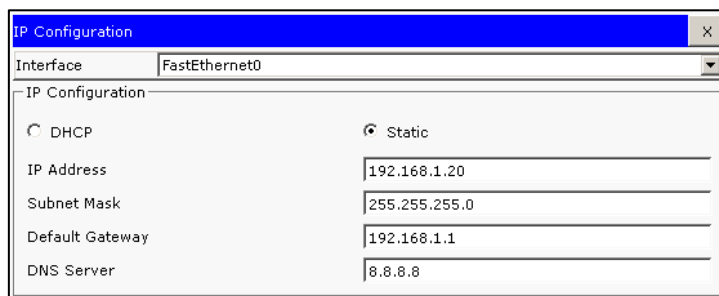 IP Configuration X
Interface FastEthernet0
IP Configuration
DHCP Static
IP Address 192.168.1.20
Subnet Mask 255.255.255.0
Default Gateway 192.168.1.1
DNS Server 8.8.8.8